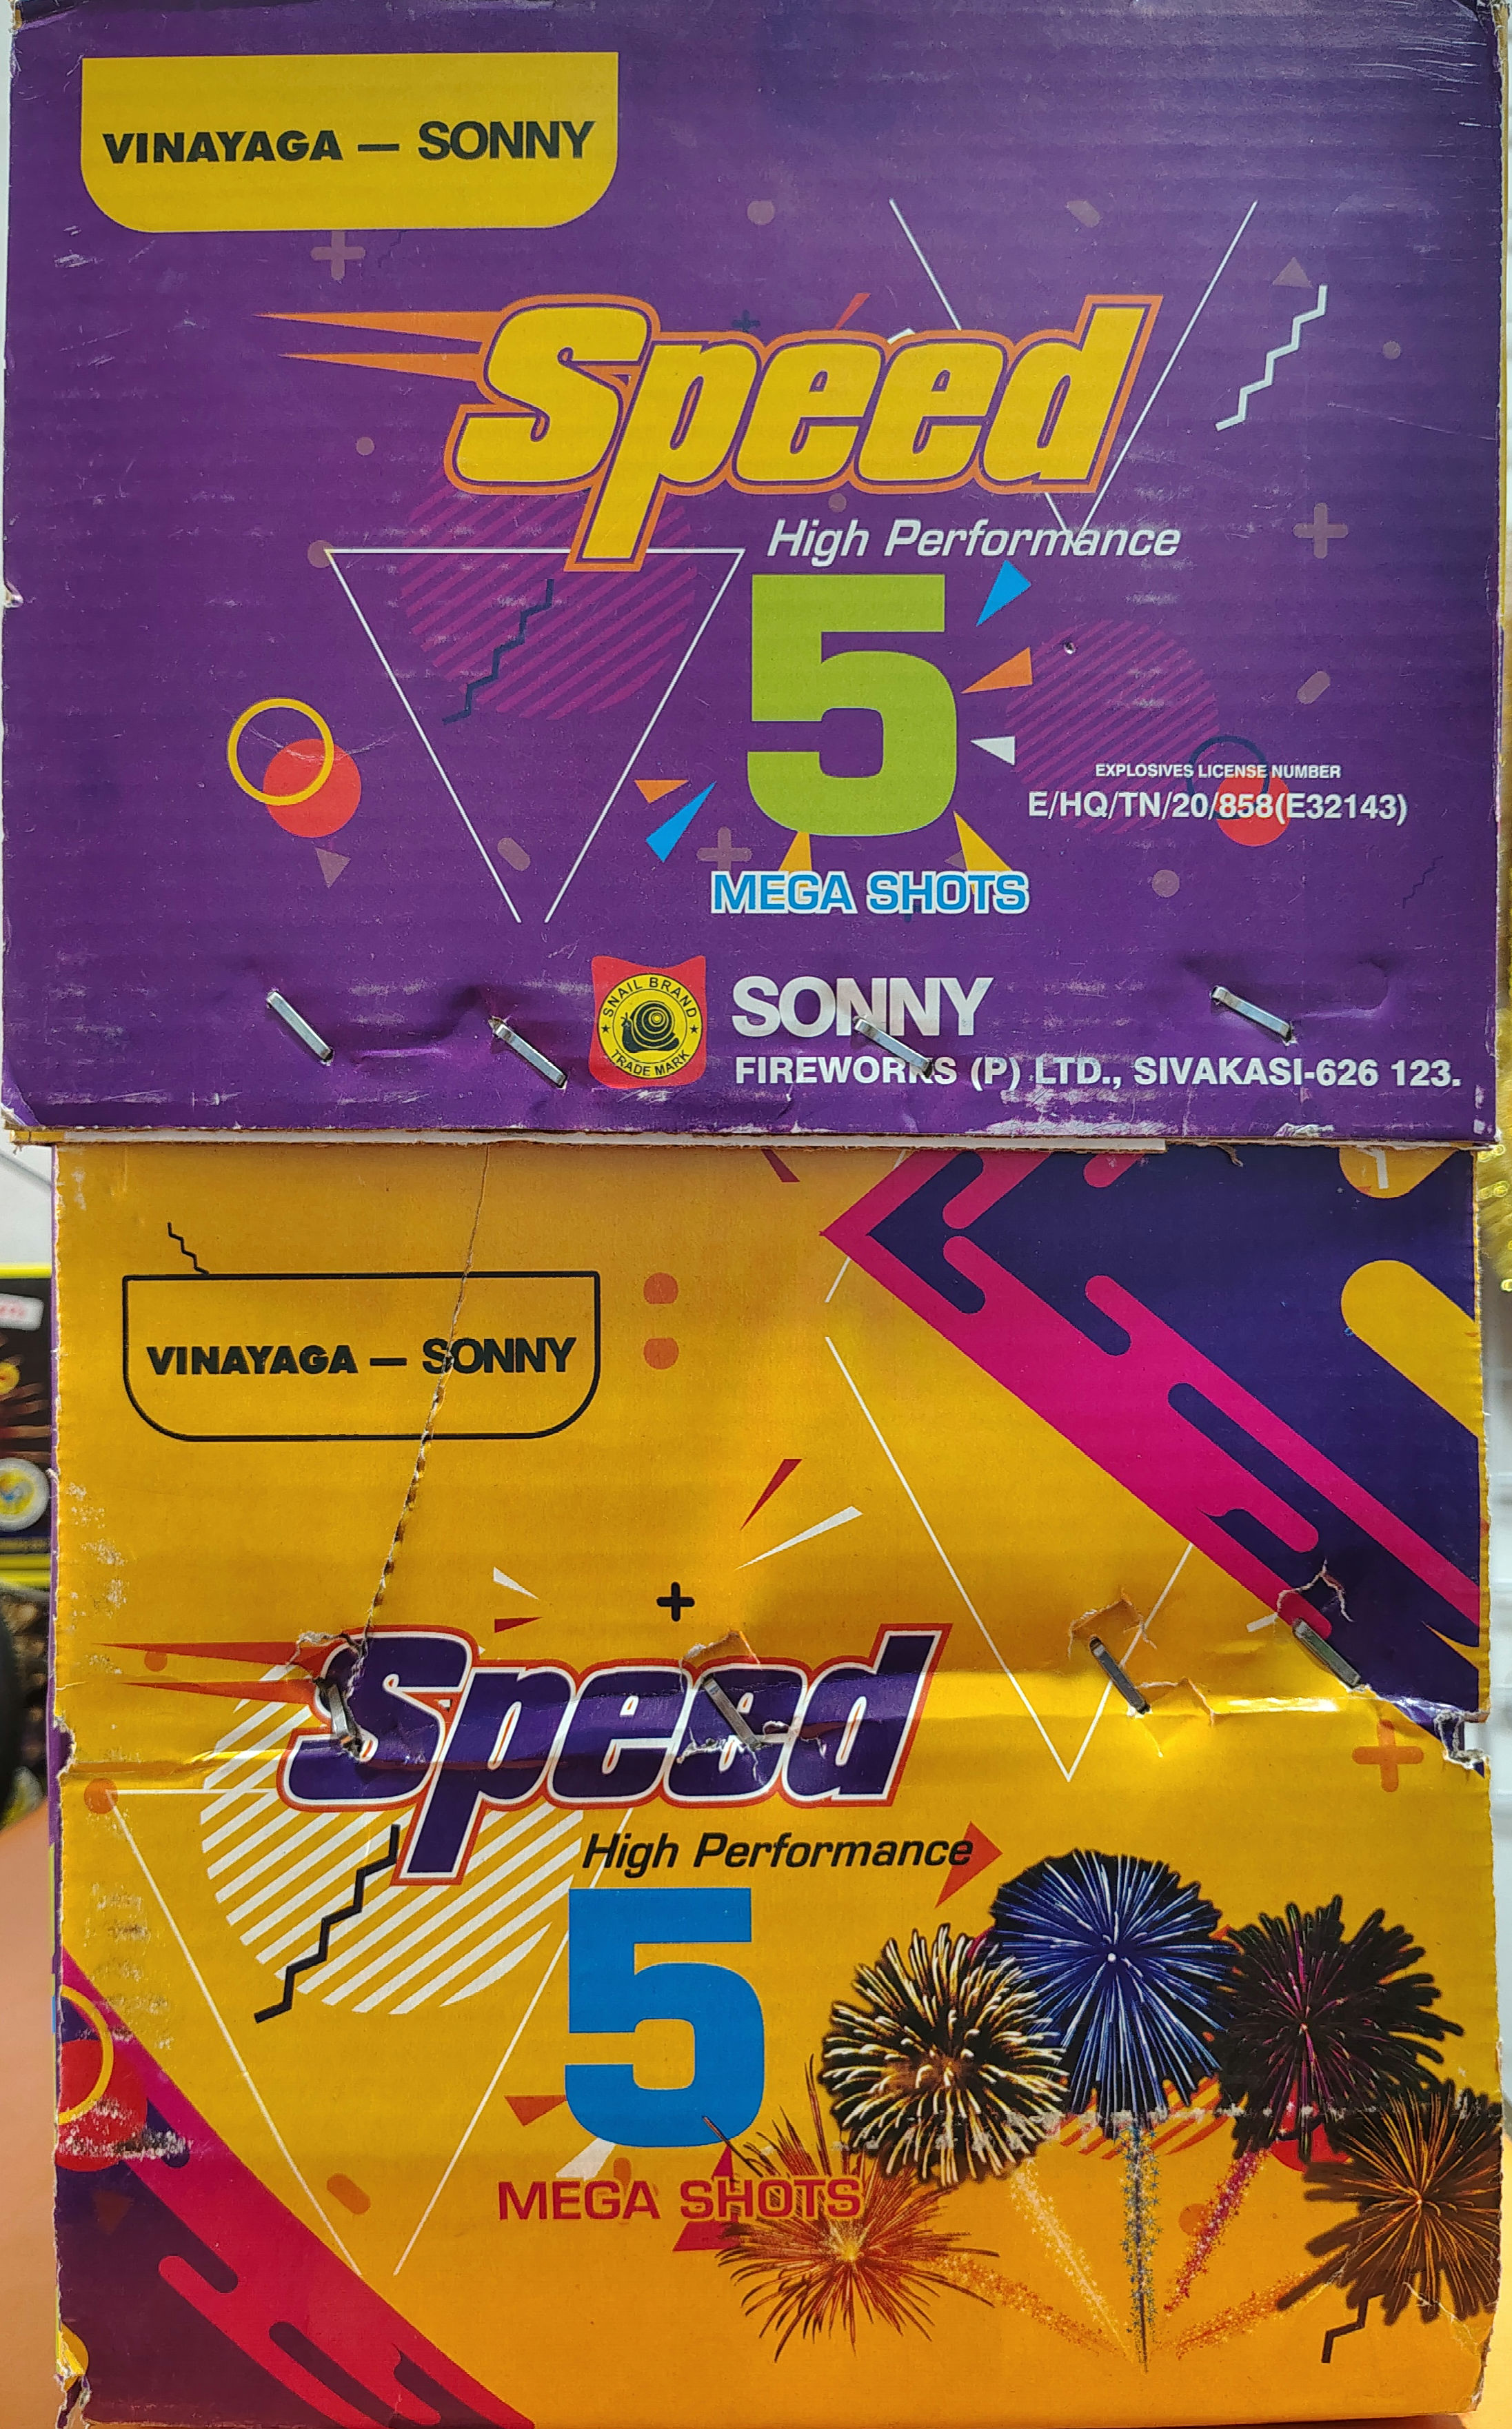 VINAYAGA — SONNY
Speed
High Performance
5
EXPLOSIVES LICENSE NUMBER
E/HQ/TN/20/858(E32143)
MEGA SHOTS
SNAIL BRAND
TRADE MARK
SONNY
FIREWORKS (P) LTD., SIVAKASI-626 123.
VINAYAGA — SONNY
Speed
High Performance
5
MEGA SHOTS